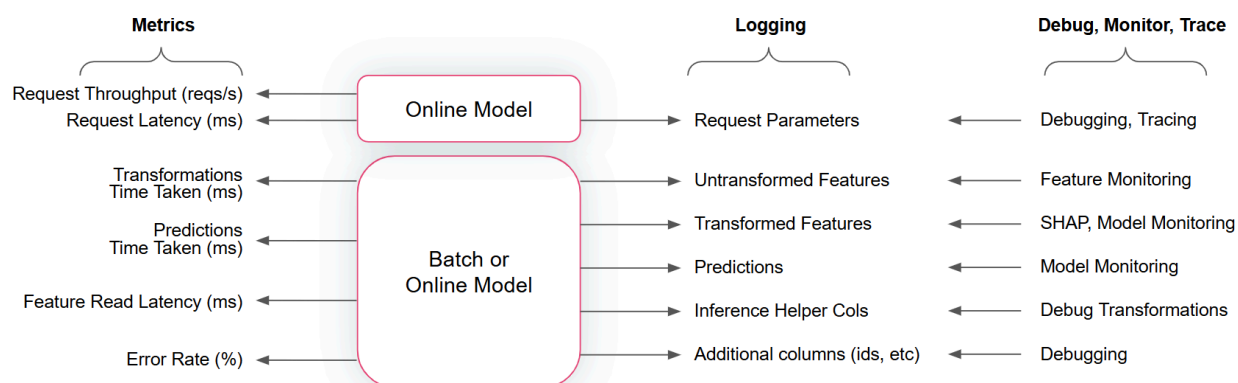 Metrics
Logging
Debug, Monitor, Trace
Request Throughput (reqs/s)
Request Latency (ms)
Online Model
Request Parameters
Debugging, Tracing
Transformations
Time Taken (ms)
Untransformed Features
Feature Monitoring
Predictions
Time Taken (ms)
Transformed Features
SHAP, Model Monitoring
Batch or
Online Model
Predictions
Model Monitoring
Feature Read Latency (ms)
Inference Helper Cols
Debug Transformations
Error Rate (%)
Additional columns (ids, etc)
Debugging